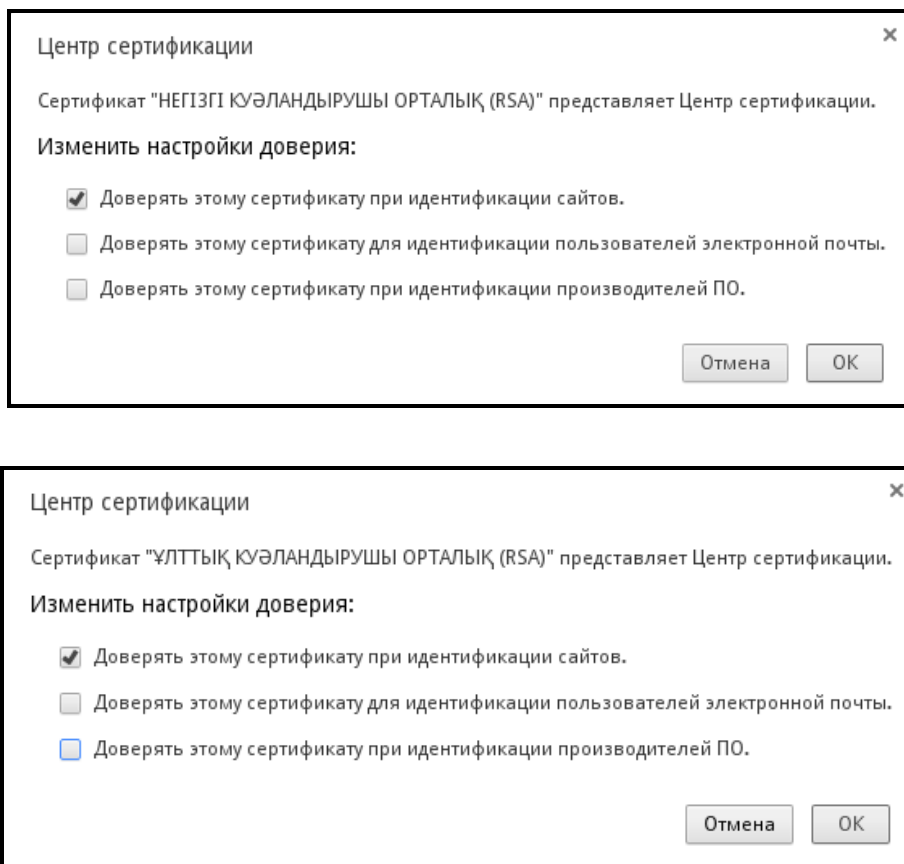 Центр сертификации
Сертификат "НЕГІЗГІ КУӘЛАНДЫРУШЫ ОРТАЛЫҚ (RSA)" представляет Центр сертификации.
Изменить настройки доверия:
Доверять этому сертификату при идентификации сайтов.
Доверять этому сертификату для идентификации пользователей электронной почты.
Доверять этому сертификату при идентификации производителей ПО.
Отмена ОК
Центр сертификации
Сертификат "ҰЛТТЫҚ КУӘЛАНДЫРУШЫ ОРТАЛЫҚ (RSA)" представляет Центр сертификации.
Изменить настройки доверия:
Доверять этому сертификату при идентификации сайтов.
Доверять этому сертификату для идентификации пользователей электронной почты.
Доверять этому сертификату при идентификации производителей ПО.
Отмена ОК